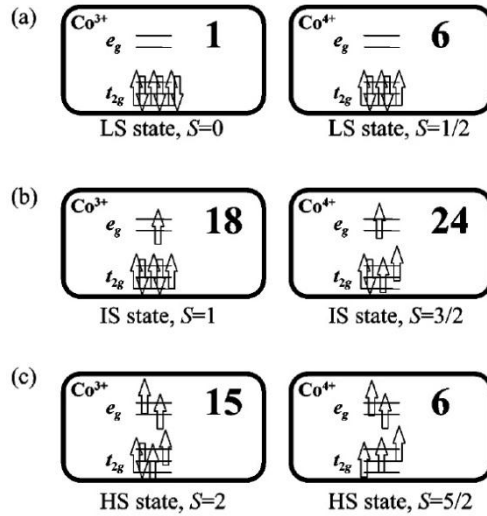 (a)
Co3+ 1
eg
t2g
LS state, S=0
Co4+ 6
eg
t2g
LS state, S=1/2
(b)
Co3+ 18
eg
t2g
IS state, S=1
Co4+ 24
eg
t2g
IS state, S=3/2
(c)
Co3+ 15
eg
t2g
HS state, S=2
Co4+ 6
eg
t2g
HS state, S=5/2